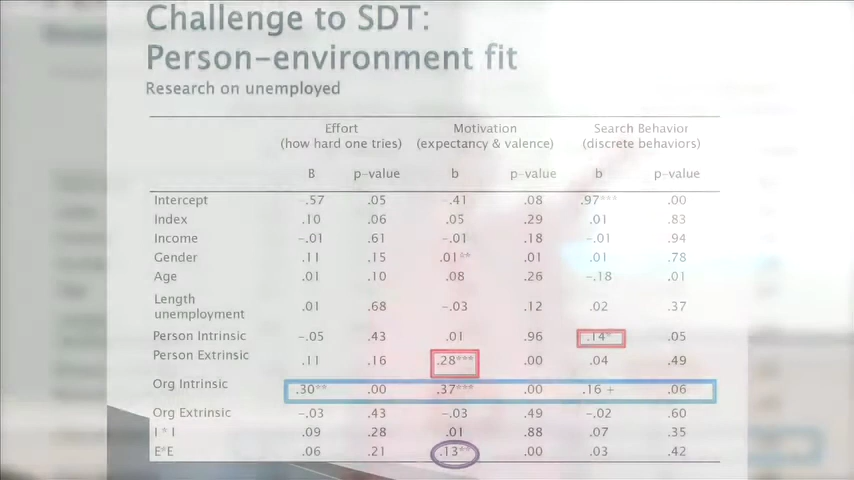 Challenge to SDT:
Person-environment fit
Research on unemployed
Effort Motivation Search Behavior
(how hard one tries) (expectancy & valence) (discrete behaviors)
B p-value b p-value b p-value
Intercept -.57 .05 -.41 .08 .97*** .00
Index .10 .06 .05 .29 .01 .83
Income -.01 .61 -.01 .18 -.01 .94
Gender .11 .15 .01** .01 .01 .78
Age .01 .10 .08 .26 -.18 .01
Length
unemployment .01 .68 -.03 .12 .02 .37
Person Intrinsic -.05 .43 .01 .96 .14* .05
Person Extrinsic .11 .16 .28*** .00 .04 .49
Org Intrinsic .30** .00 .37*** .00 .16 + .06
Org Extrinsic -.03 .43 -.03 .49 -.02 .60
I * I .09 .28 .01 .88 .07 .35
E*E .06 .21 .13** .00 .03 .42